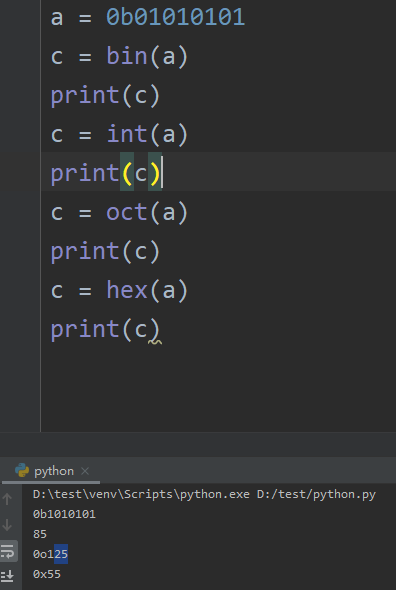 a = 0b01010101
c = bin(a)
print(c)
c = int(a)
print(c)
c = oct(a)
print(c)
c = hex(a)
print(c)
python ×
D:\test\venv\Scripts\python.exe D:/test/python.py
0b1010101
85
0o125
0x55